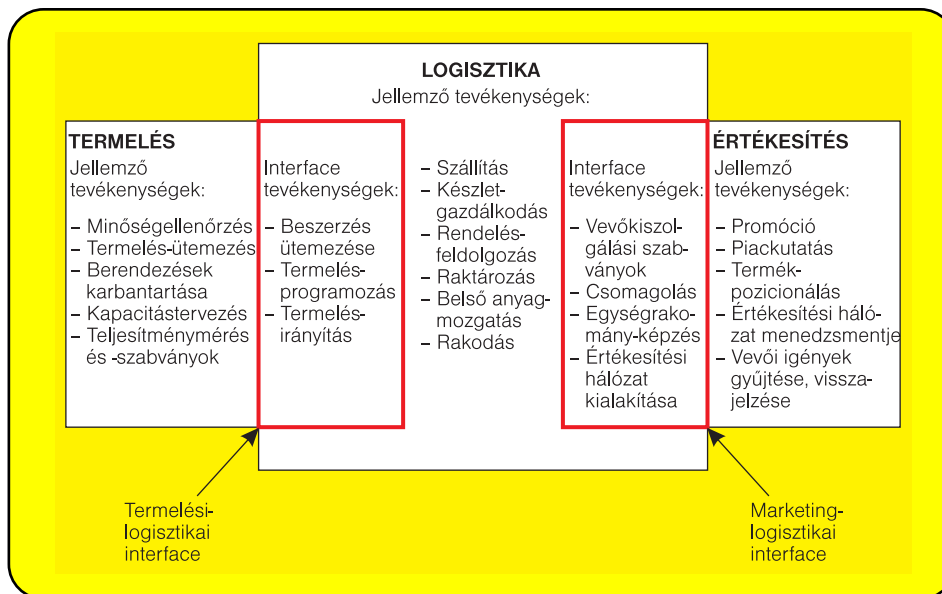 LOGISZTIKA
Jellemző tevékenységek:
TERMELÉS
Jellemző
tevékenységek:
– Minőségellenőrzés
– Termelés-ütemezés
– Berendezések
karbantartása
– Kapacitástervezés
– Teljesítménymérés
és -szabványok
Interface
tevékenységek:
– Beszerzés
ütemezése
– Termelés-
programozás
– Termelés-
irányítás
– Szállítás
– Készlet-
gazdálkodás
– Rendelés-
feldolgozás
– Raktározás
– Belső anyag-
mozgatás
– Rakodás
Interface
tevékenységek:
– Vevőkiszol-
gálási szab-
ványok
– Csomagolás
– Egységrako-
mány-képzés
– Értékesítési
hálózat
kialakítása
ÉRTÉKESÍTÉS
Jellemző
tevékenységek:
– Promóció
– Piackutatás
– Termék-
pozicionálás
– Értékesítési háló-
zat menedzsmentje
– Vevői igények
gyűjtése, vissza-
jelzése
Termelési-
logisztikai
interface
Marketing-
logisztikai
interface